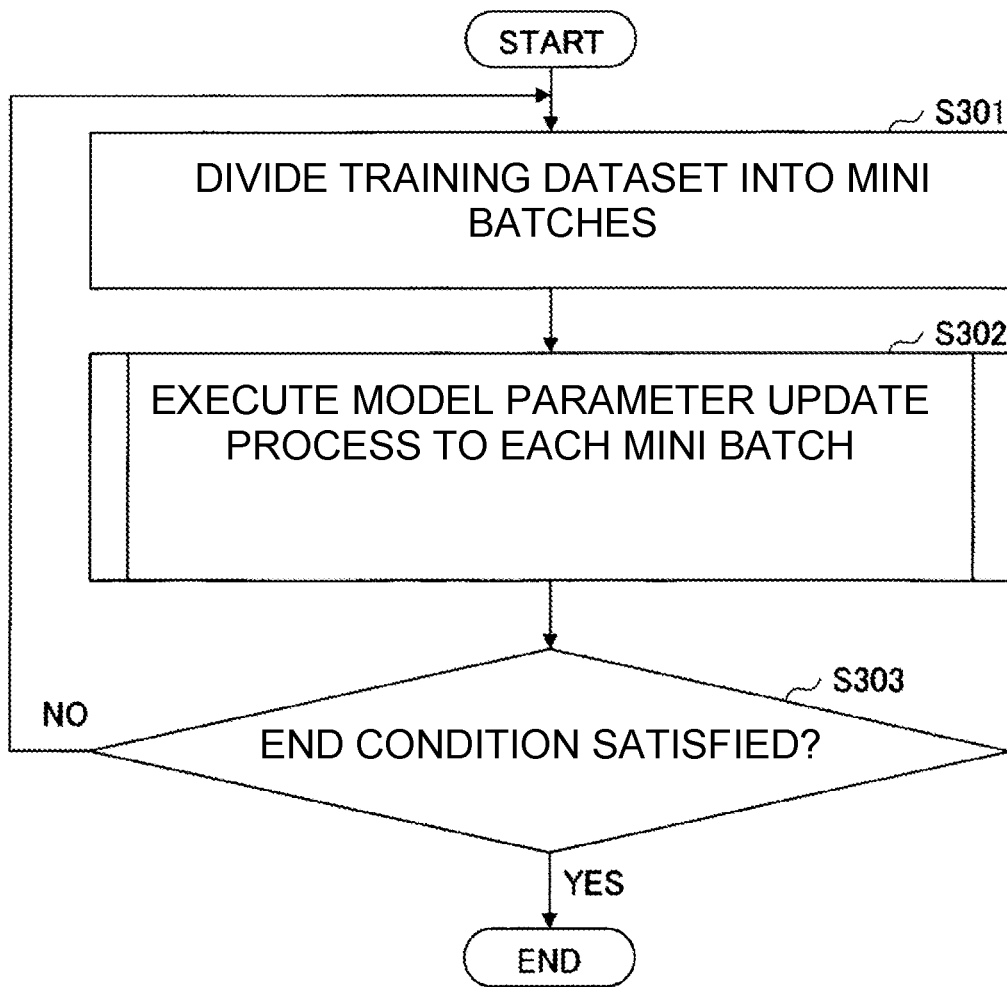 START
S301
DIVIDE TRAINING DATASET INTO MINI
BATCHES
S302
EXECUTE MODEL PARAMETER UPDATE
PROCESS TO EACH MINI BATCH
S303
NO
END CONDITION SATISFIED?
YES
END